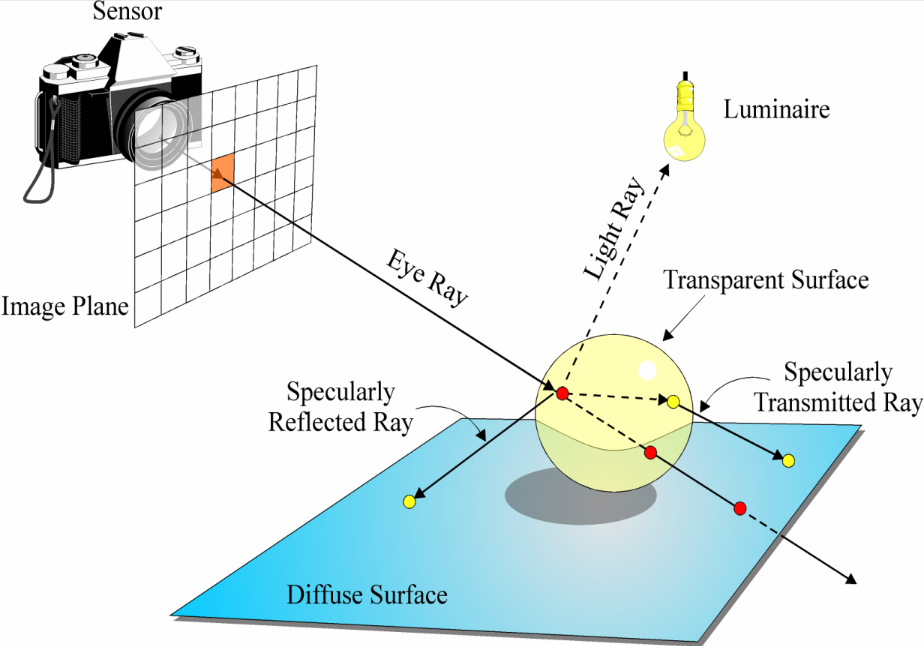 Sensor
Luminaire
Light Ray
Eye Ray
Transparent Surface
Image Plane
Specularly
Reflected Ray
Specularly
Transmitted Ray
Diffuse Surface